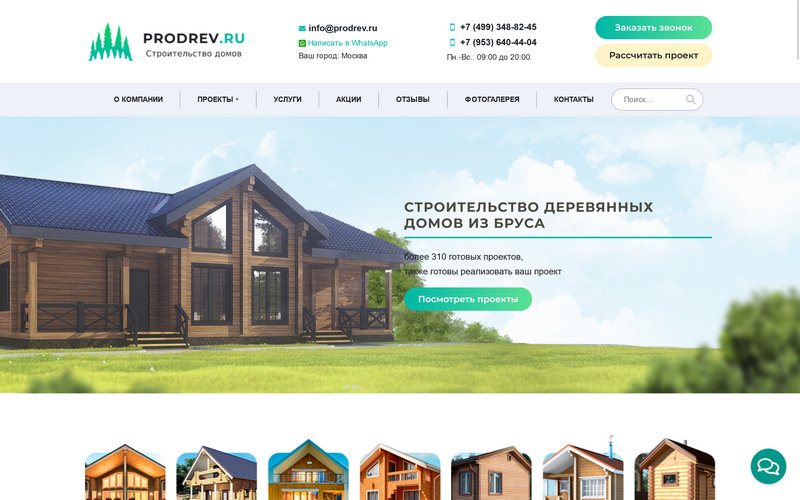 PRODREV.RU
Строительство домов
info@prodrev.ru
Написать в WhatsApp
Ваш город: Москва
+7 (499) 348-82-45
+7 (953) 640-44-04
Пн.-Вс.: 09:00 до 20:00
Заказать звонок
Рассчитать проект
О КОМПАНИИ
ПРОЕКТЫ
УСЛУГИ
АКЦИИ
ОТЗЫВЫ
ФОТОГАЛЕРЕЯ
КОНТАКТЫ
Поиск...
СТРОИТЕЛЬСТВО ДЕРЕВЯННЫХ
ДОМОВ ИЗ БРУСА
более 310 готовых проектов,
также готовы реализовать ваш проект
Посмотреть проекты